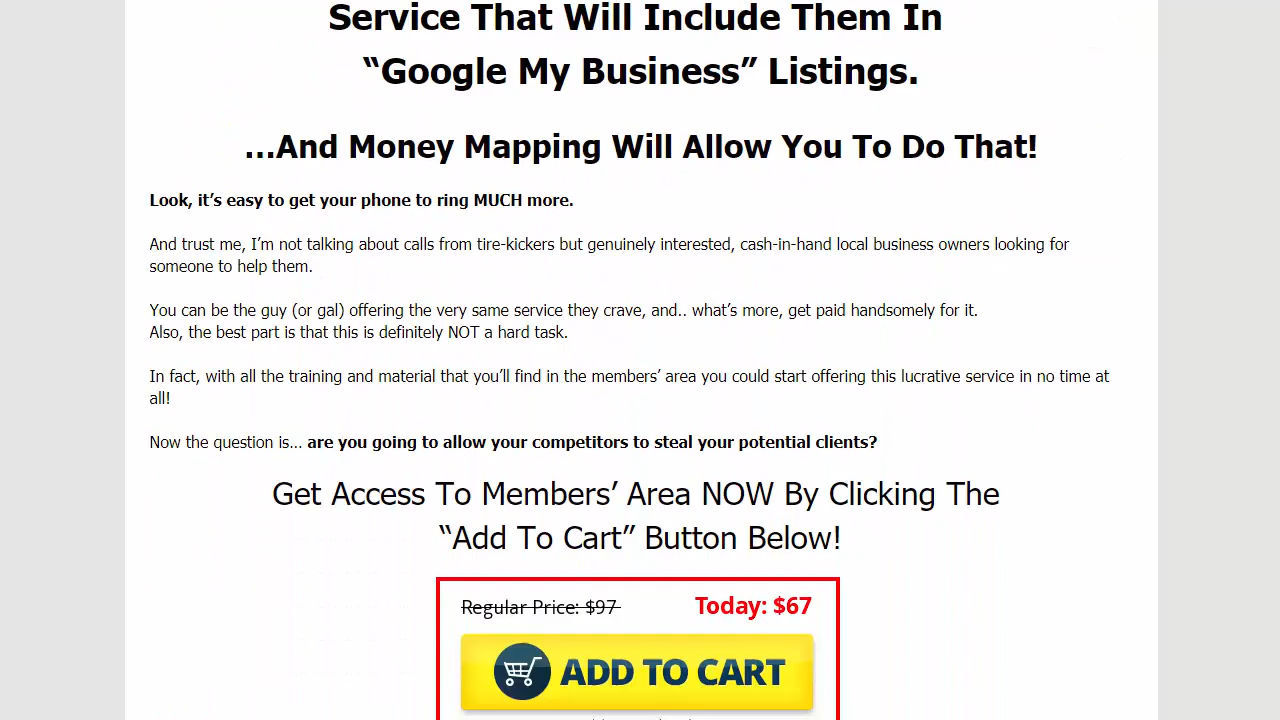 Service That Will Include Them In
“Google My Business” Listings.
...And Money Mapping Will Allow You To Do That!
Look, it’s easy to get your phone to ring MUCH more.
And trust me, I’m not talking about calls from tire-kickers but genuinely interested, cash-in-hand local business owners looking for
someone to help them.
You can be the guy (or gal) offering the very same service they crave, and.. what’s more, get paid handsomely for it.
Also, the best part is that this is definitely NOT a hard task.
In fact, with all the training and material that you’ll find in the members’ area you could start offering this lucrative service in no time at
all!
Now the question is... are you going to allow your competitors to steal your potential clients?
Get Access To Members’ Area NOW By Clicking The
“Add To Cart” Button Below!
Regular Price: $97 Today: $67
ADD TO CART